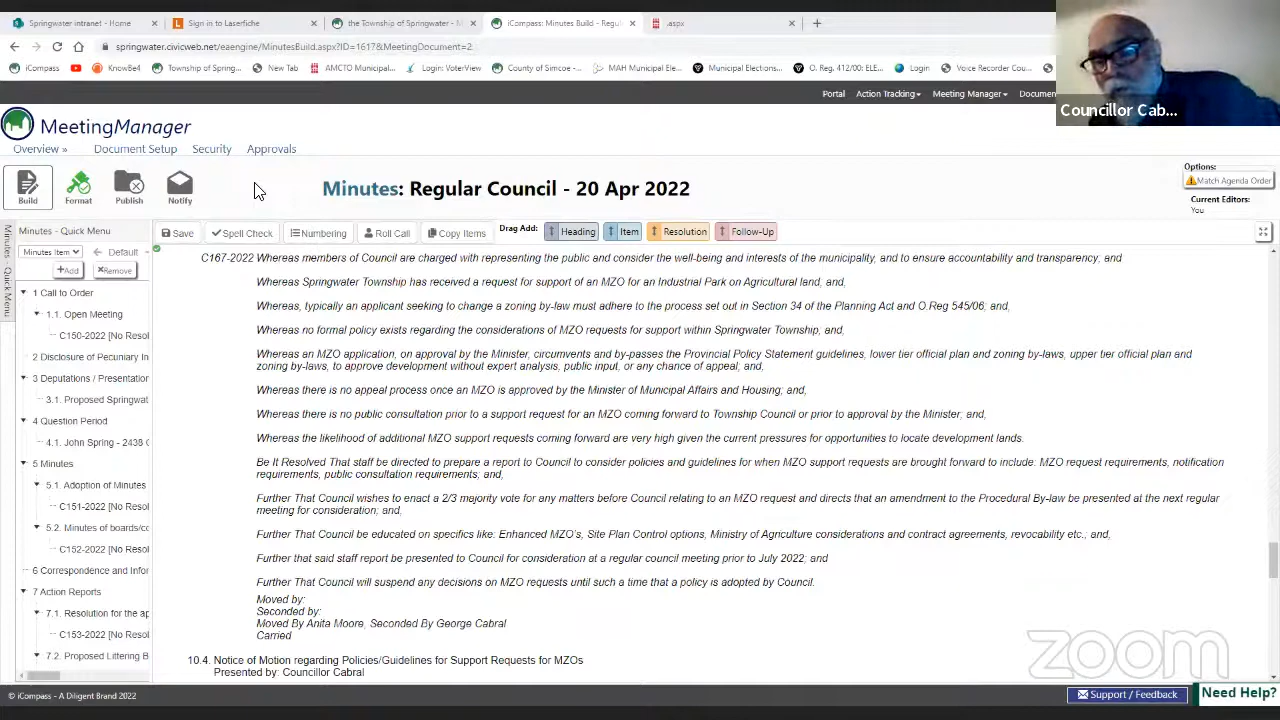 Springwater intranet - Home
Sign in to Laserfiche
the Township of Springwater - M
iCompass: Minutes Build - Regu
.aspx
springwater.civicweb.net/eaengine/MinutesBuild.aspx?ID=1617&MeetingDocument=2
iCompass
KnowBe4
Township of Spring...
New Tab
AMCTO Municipal...
Login: VoterView
County of Simcoe -...
MAH Municipal Ele...
Municipal Elections...
O. Reg. 412/00: ELE...
Login
Voice Recorder Cou...
Councillor Cab...
Portal Action Tracking Meeting Manager Documen
MeetingManager
Overview » Document Setup Security Approvals
Build Format Publish Notify
Minutes: Regular Council - 20 Apr 2022
Options:
Match Agenda Order
Current Editors:
You
Minutes - Quick Menu
Minutes Quick Menu
Minutes Item
Default
+Add
Remove
Save Spell Check Numbering Roll Call Copy Items Drag Add: Heading Item Resolution Follow-Up
1 Call to Order
1.1. Open Meeting
C150-2022 [No Resol
2 Disclosure of Pecuniary In
3 Deputations / Presentation
3.1. Proposed Springwat
4 Question Period
4.1. John Spring - 2438
5 Minutes
5.1. Adoption of Minutes
C151-2022 [No Resol
5.2. Minutes of boards/cc
C152-2022 [No Resol
6 Correspondence and Infor
7 Action Reports
7.1. Resolution for the ap
C153-2022 [No Resol
7.2. Proposed Littering B
C167-2022 Whereas members of Council are charged with representing the public and consider the well-being and interests of the municipality, and to ensure accountability and transparency; and
Whereas Springwater Township has received a request for support of an MZO for an Industrial Park on Agricultural land, and,
Whereas, typically an applicant seeking to change a zoning by-law must adhere to the process set out in Section 34 of the Planning Act and O.Reg 545/06; and,
Whereas no formal policy exists regarding the considerations of MZO requests for support within Springwater Township, and,
Whereas an MZO application, on approval by the Minister, circumvents and by-passes the Provincial Policy Statement guidelines, lower tier official plan and zoning by-laws, upper tier official plan and
zoning by-laws, to approve development without expert analysis, public input, or any chance of appeal; and,
Whereas there is no appeal process once an MZO is approved by the Minister of Municipal Affairs and Housing; and,
Whereas there is no public consultation prior to a support request for an MZO coming forward to Township Council or prior to approval by the Minister; and,
Whereas the likelihood of additional MZO support requests coming forward are very high given the current pressures for opportunities to locate development lands.
Be It Resolved That staff be directed to prepare a report to Council to consider policies and guidelines for when MZO support requests are brought forward to include: MZO request requirements, notification
requirements, public consultation requirements; and,
Further That Council wishes to enact a 2/3 majority vote for any matters before Council relating to an MZO request and directs that an amendment to the Procedural By-law be presented at the next regular
meeting for consideration; and,
Further That Council be educated on specifics like: Enhanced MZO's, Site Plan Control options, Ministry of Agriculture considerations and contract agreements, revocability etc.; and,
Further that said staff report be presented to Council for consideration at a regular council meeting prior to July 2022; and
Further That Council will suspend any decisions on MZO requests until such a time that a policy is adopted by Council.
Moved by:
Seconded by:
Moved By Anita Moore, Seconded By George Cabral
Carried
10.4. Notice of Motion regarding Policies/Guidelines for Support Requests for MZOs
Presented by: Councillor Cabral
zoom
© iCompass - A Diligent Brand 2022
Support / Feedback
Need Help?